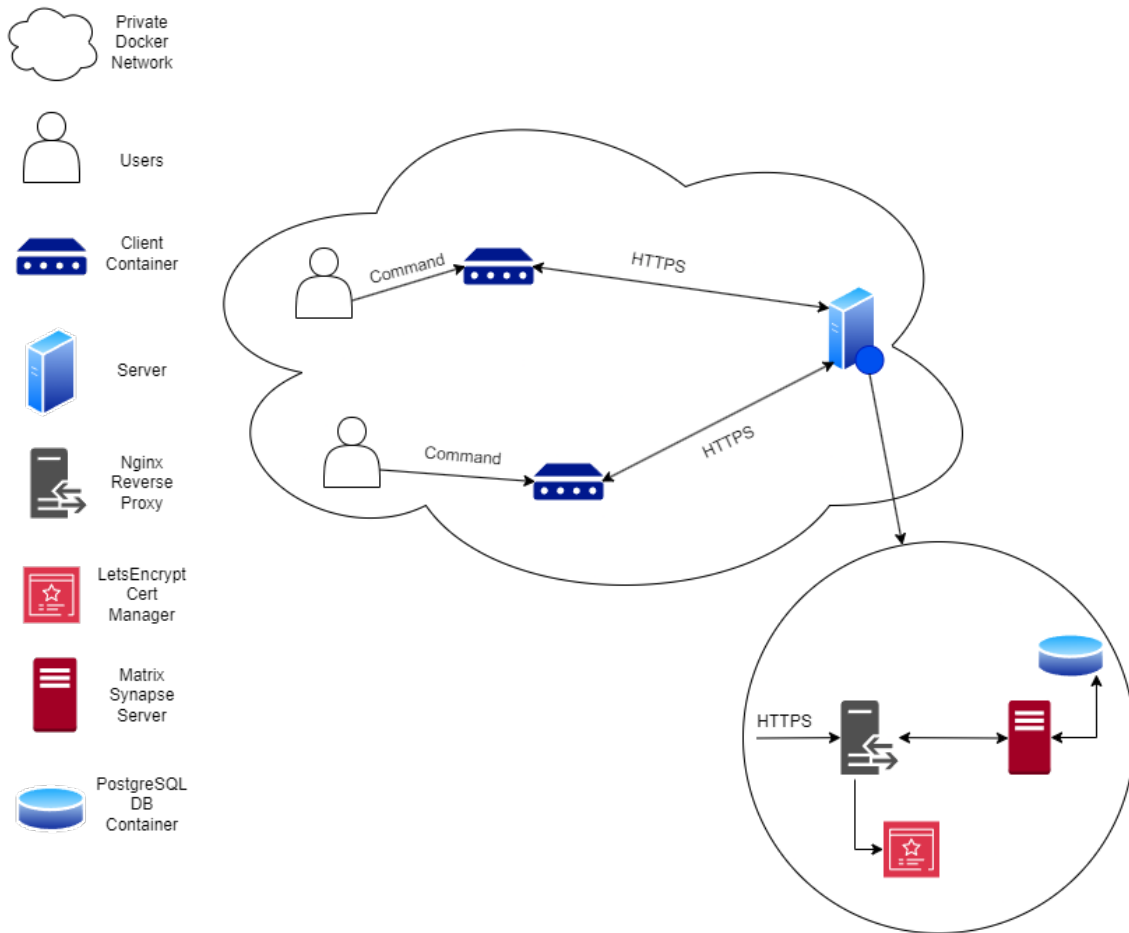 Private
Docker
Network
Users
Client
Container
Server
Nginx
Reverse
Proxy
LetsEncrypt
Cert
Manager
Matrix
Synapse
Server
PostgreSQL
DB
Container
Command
HTTPS
Command
HTTPS
HTTPS